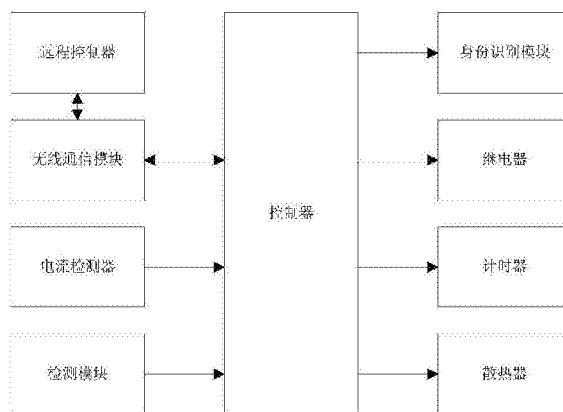 远程控制器
身份识别模块
无线通信模块
继电器
控制器
电流检测器
计时器
检测模块
散热器